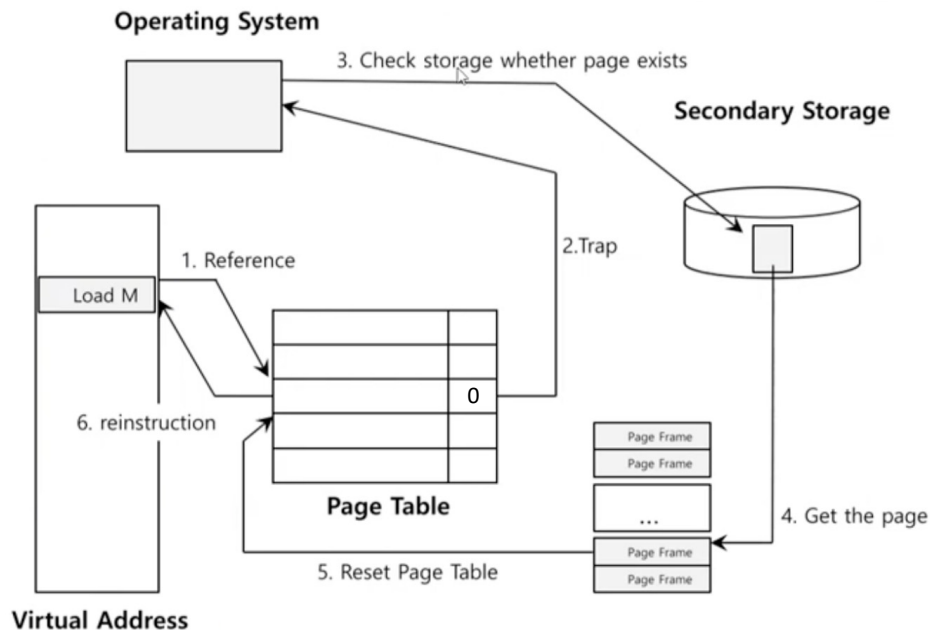 Operating System
3. Check storage whether page exists
Secondary Storage
2.Trap
1. Reference
Load M
0
6. reinstruction
Page Frame
Page Frame
...
Page Frame
Page Frame
Page Table
4. Get the page
5. Reset Page Table
Virtual Address